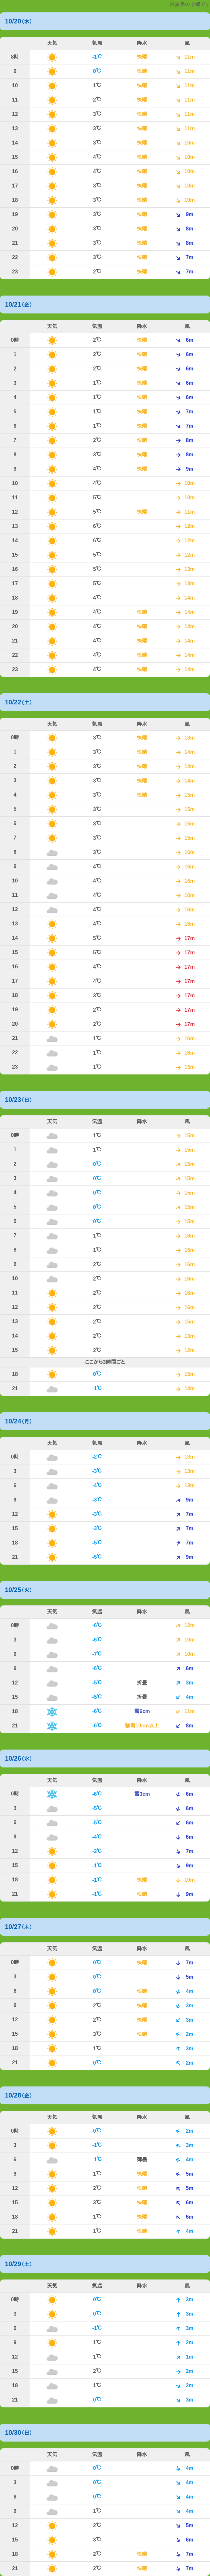 ※最新の予報です
10/20(木)
天気 気温 降水 風
8時 -1℃ 快晴 11m
9 0℃ 快晴 11m
10 1℃ 快晴 11m
11 2℃ 快晴 11m
12 3℃ 快晴 11m
13 3℃ 快晴 11m
14 3℃ 快晴 10m
15 4℃ 快晴 10m
16 4℃ 快晴 10m
17 3℃ 快晴 10m
18 3℃ 快晴 10m
19 3℃ 快晴 9m
20 3℃ 快晴 8m
21 3℃ 快晴 8m
22 3℃ 快晴 7m
23 2℃ 快晴 7m
10/21(金)
天気 気温 降水 風
0時 2℃ 快晴 6m
1 2℃ 快晴 6m
2 2℃ 快晴 6m
3 1℃ 快晴 6m
4 1℃ 快晴 6m
5 1℃ 快晴 7m
6 1℃ 快晴 7m
7 2℃ 快晴 8m
8 3℃ 快晴 8m
9 4℃ 快晴 9m
10 4℃ 10m
11 5℃ 10m
12 5℃ 快晴 11m
13 6℃ 12m
14 6℃ 12m
15 5℃ 12m
16 5℃ 13m
17 5℃ 13m
18 4℃ 14m
19 4℃ 快晴 14m
20 4℃ 快晴 14m
21 4℃ 快晴 14m
22 4℃ 快晴 14m
23 4℃ 快晴 14m
10/22(土)
天気 気温 降水 風
0時 3℃ 快晴 13m
1 3℃ 快晴 14m
2 3℃ 快晴 14m
3 3℃ 快晴 14m
4 3℃ 快晴 15m
5 3℃ 15m
6 3℃ 15m
7 3℃ 15m
8 3℃ 16m
9 4℃ 16m
10 4℃ 16m
11 4℃ 16m
12 4℃ 16m
13 4℃ 16m
14 5℃ 17m
15 5℃ 17m
16 4℃ 17m
17 4℃ 17m
18 3℃ 17m
19 2℃ 17m
20 2℃ 17m
21 1℃ 16m
22 1℃ 16m
23 1℃ 15m
10/23(日)
天気 気温 降水 風
0時 1℃ 15m
1 1℃ 15m
2 0℃ 15m
3 0℃ 15m
4 0℃ 15m
5 0℃ 15m
6 0℃ 15m
7 1℃ 16m
8 1℃ 16m
9 2℃ 16m
10 2℃ 16m
11 2℃ 16m
12 2℃ 16m
13 2℃ 15m
14 2℃ 13m
15 2℃ 12m
ここから3時間ごと
18 0℃ 15m
21 -1℃ 14m
10/24(月)
天気 気温 降水 風
0時 -2℃ 13m
3 -3℃ 13m
6 -4℃ 13m
9 -3℃ 9m
12 -3℃ 7m
15 -3℃ 7m
18 -5℃ 7m
21 -5℃ 9m
10/25(火)
天気 気温 降水 風
0時 -6℃ 12m
3 -6℃ 10m
6 -7℃ 10m
9 -6℃ 6m
12 -5℃ 折曇 3m
15 -5℃ 折曇 4m
18 -6℃ 雪5cm 11m
21 -6℃ 強雪10cm以上 8m
10/26(水)
天気 気温 降水 風
0時 -6℃ 雪3cm 6m
3 -5℃ 6m
6 -5℃ 6m
9 -4℃ 6m
12 -2℃ 7m
15 -1℃ 9m
18 -1℃ 快晴 10m
21 -1℃ 快晴 9m
10/27(木)
天気 気温 降水 風
0時 0℃ 快晴 7m
3 0℃ 5m
6 0℃ 快晴 4m
9 2℃ 快晴 3m
12 2℃ 快晴 3m
15 3℃ 快晴 2m
18 1℃ 3m
21 0℃ 2m
10/28(金)
天気 気温 降水 風
0時 0℃ 2m
3 -1℃ 3m
6 -1℃ 薄曇 4m
9 1℃ 快晴 5m
12 2℃ 快晴 5m
15 3℃ 快晴 6m
18 1℃ 快晴 6m
21 1℃ 快晴 4m
10/29(土)
天気 気温 降水 風
0時 0℃ 3m
3 0℃ 3m
6 -1℃ 3m
9 1℃ 2m
12 1℃ 1m
15 2℃ 2m
18 1℃ 2m
21 0℃ 3m
10/30(日)
天気 気温 降水 風
0時 0℃ 4m
3 0℃ 4m
6 0℃ 4m
9 1℃ 4m
12 2℃ 5m
15 3℃ 6m
18 2℃ 快晴 7m
21 2℃ 快晴 7m